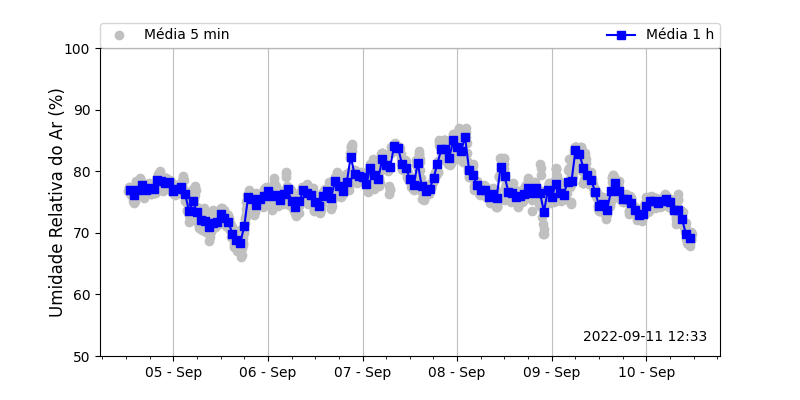 Média 5 min
Média 1 h
Umidade Relativa do Ar (%)
100
90
80
70
60
50
2022-09-11 12:33
05 - Sep
06 - Sep
07 - Sep
08 - Sep
09 - Sep
10 - Sep